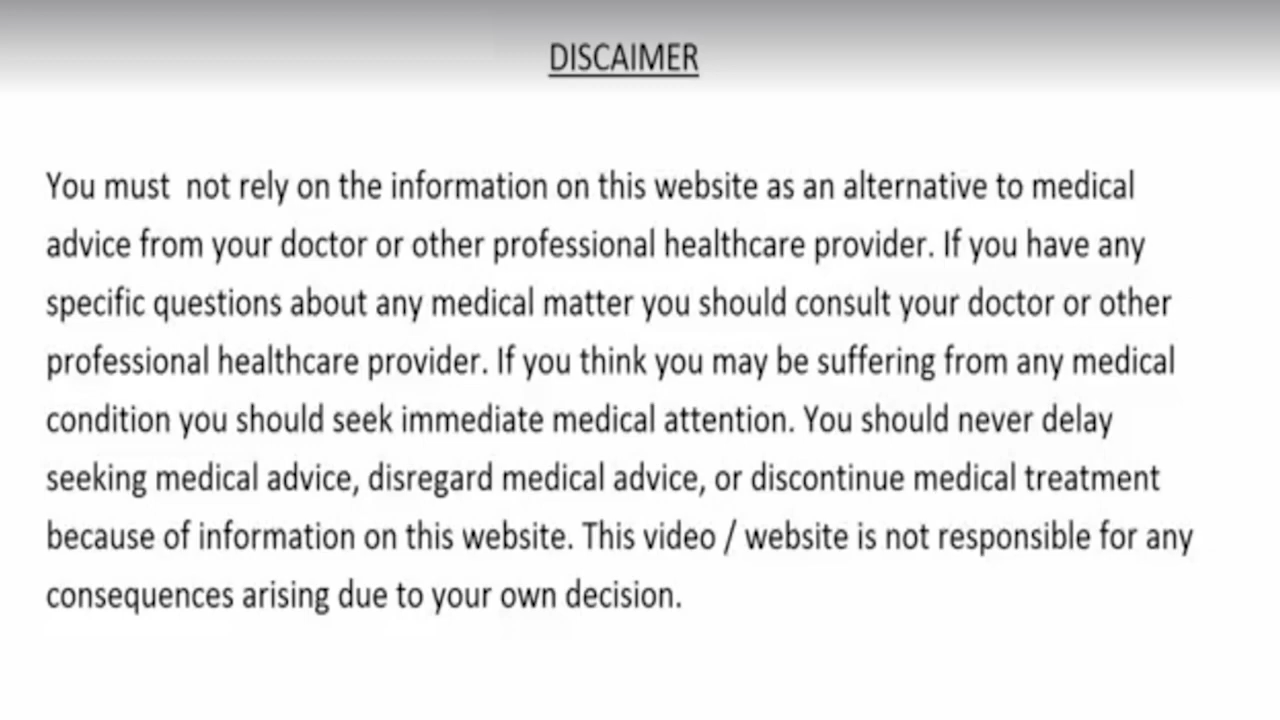 DISCAIMER
You must  not rely on the information on this website as an alternative to medical
advice from your doctor or other professional healthcare provider. If you have any
specific questions about any medical matter you should consult your doctor or other
professional healthcare provider. If you think you may be suffering from any medical
condition you should seek immediate medical attention. You should never delay
seeking medical advice, disregard medical advice, or discontinue medical treatment
because of information on this website. This video / website is not responsible for any
consequences arising due to your own decision.